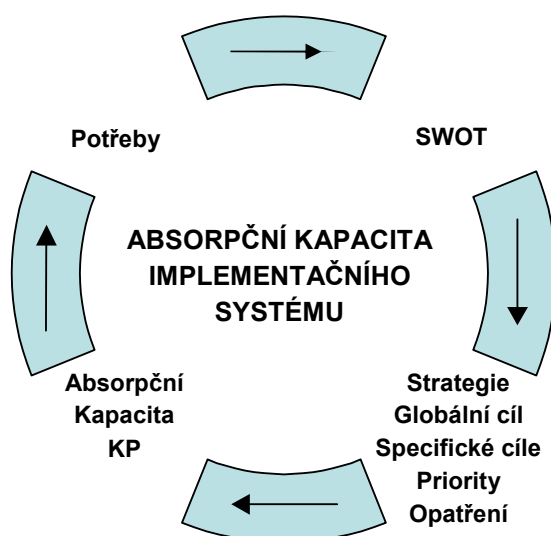 Potřeby
SWOT
ABSORPČNÍ KAPACITA
IMPLEMENTAČNÍHO
SYSTÉMU
Absorpční
Kapacita
KP
Strategie
Globální cíl
Specifické cíle
Priority
Opatření